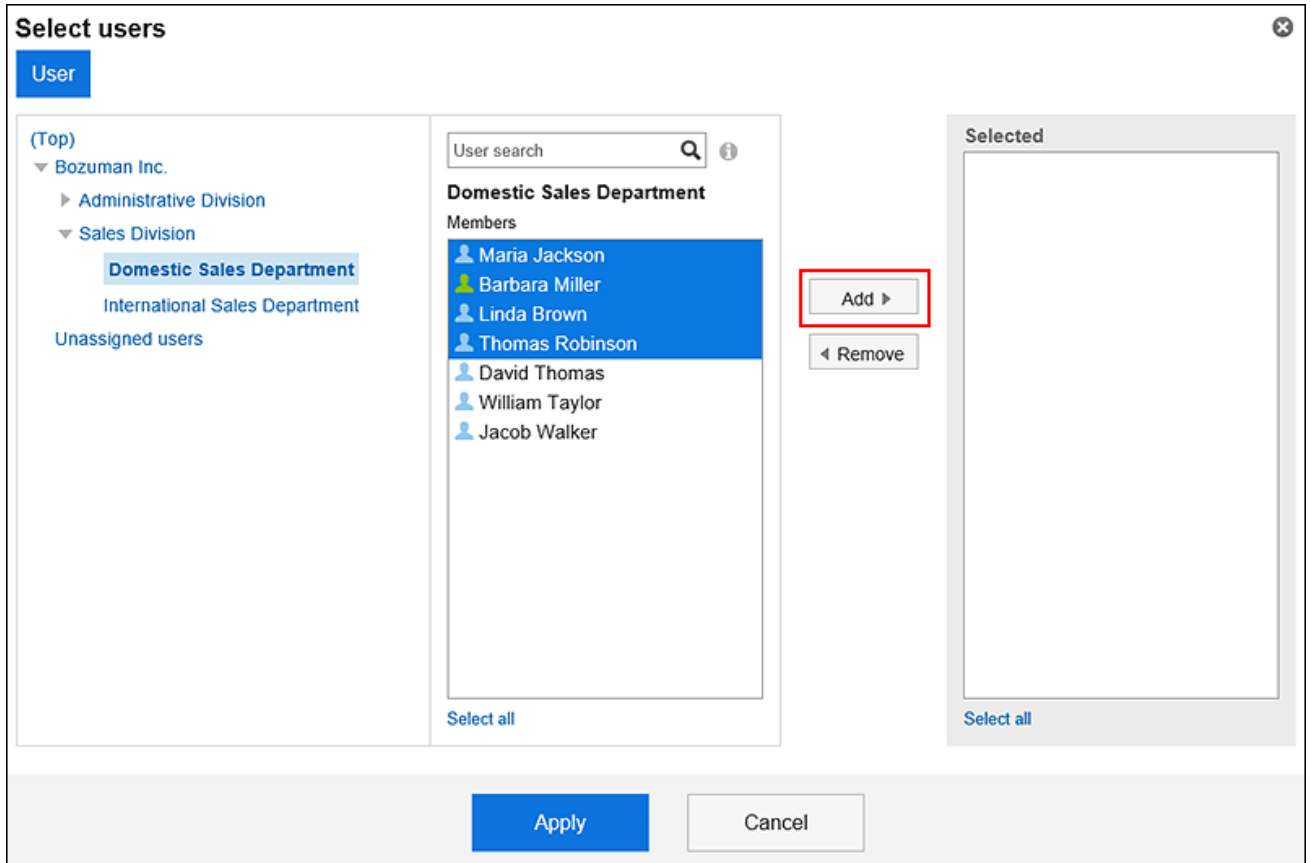 Select users
User
(Top)
Bozuman Inc.
Administrative Division
Sales Division
Domestic Sales Department
International Sales Department
Unassigned users
User search
Domestic Sales Department
Members
Maria Jackson
Barbara Miller
Linda Brown
Thomas Robinson
David Thomas
William Taylor
Jacob Walker
Select all
Add
Remove
Selected
Select all
Apply
Cancel